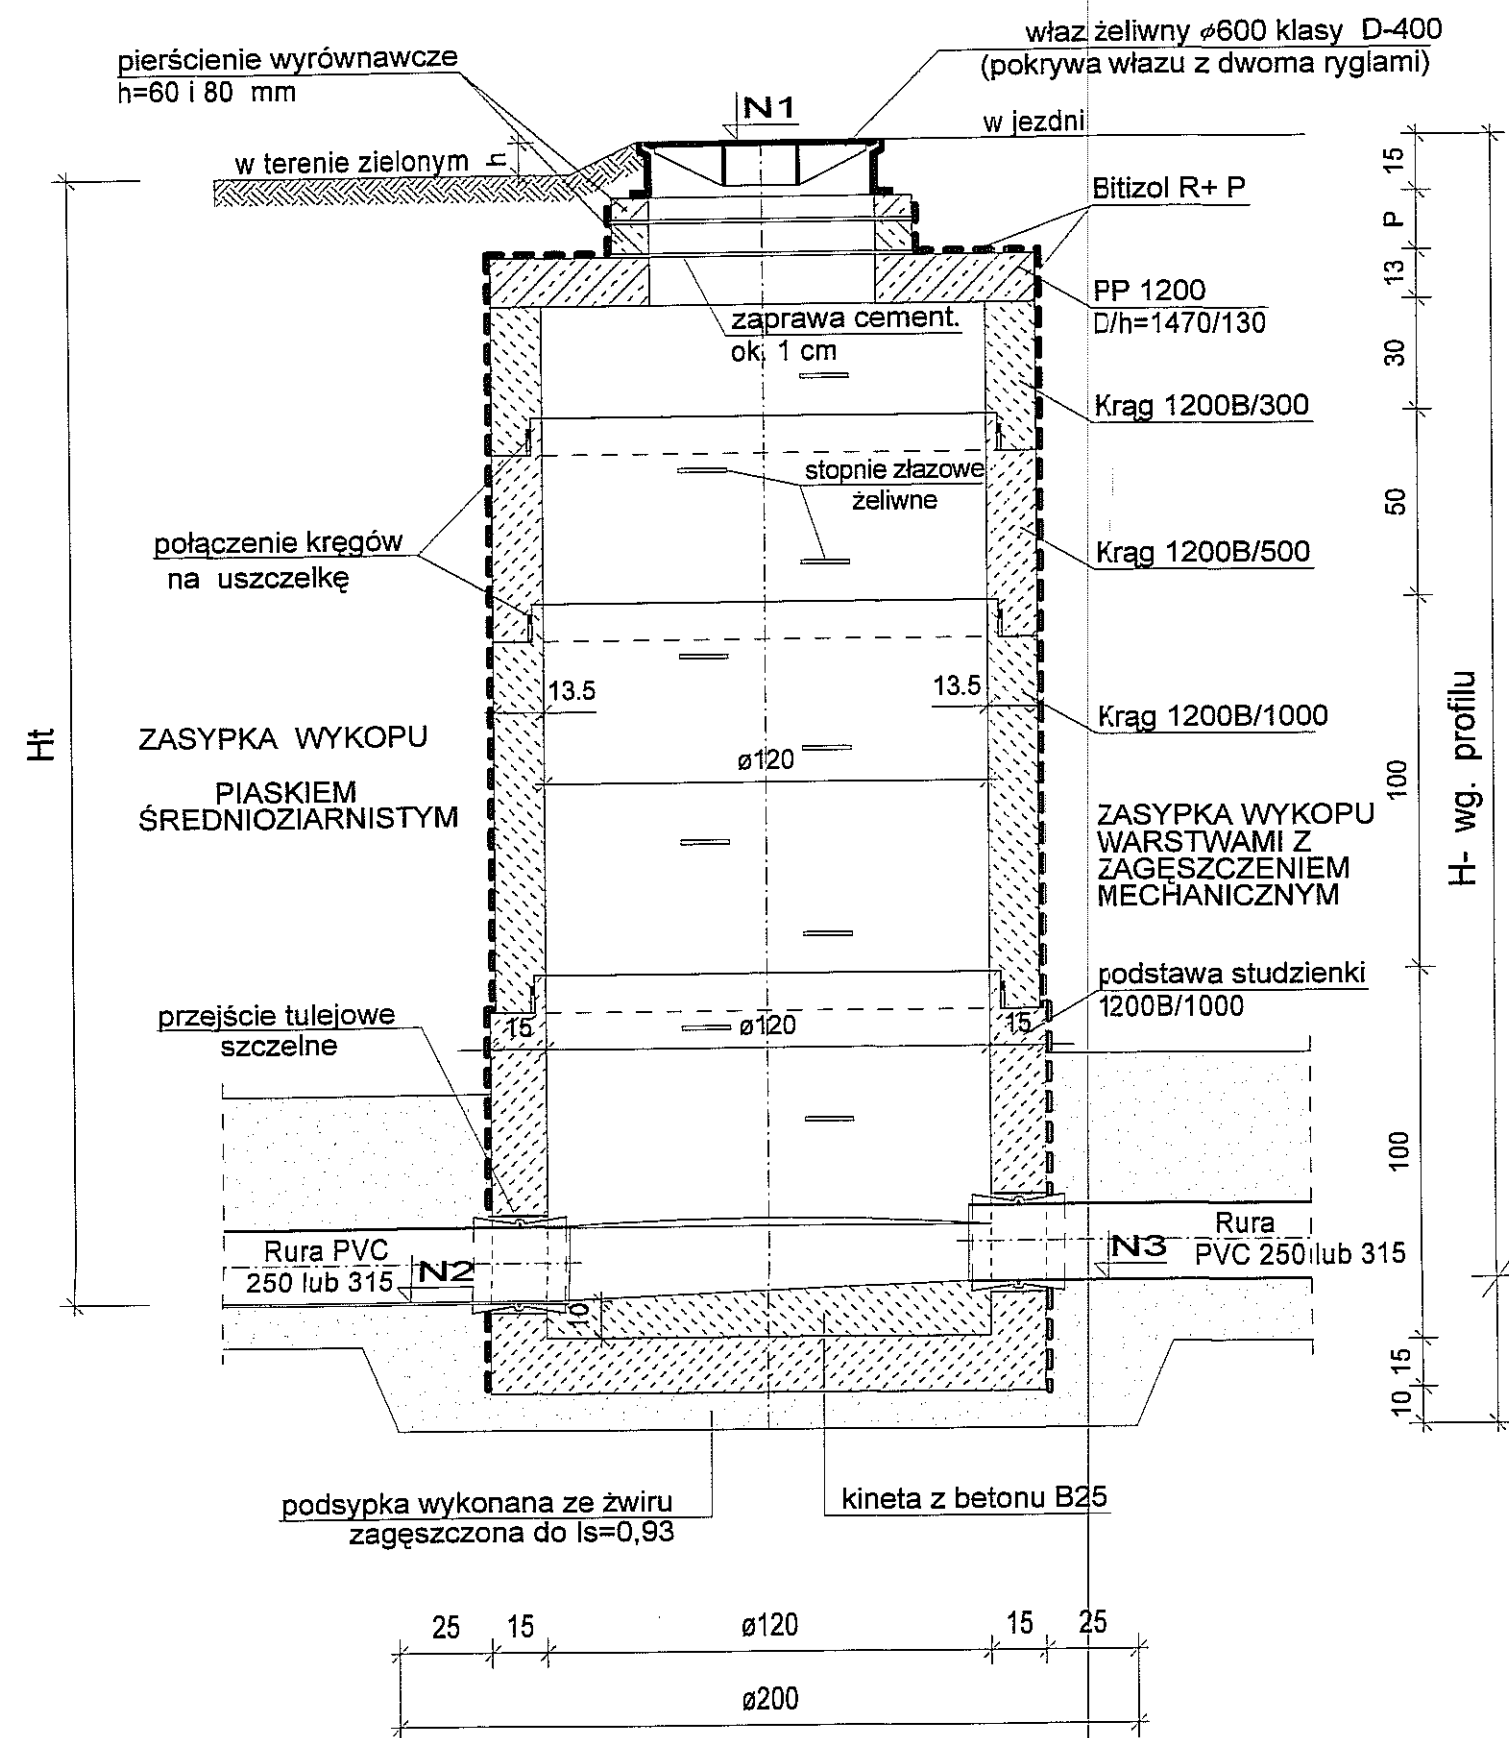 pierścienie wyrównawcze
h=60 i 80 mm
właz żeliwny ø600 klasy D-400
(pokrywa włazu z dwoma ryglami)
N1
w jezdni
w terenie zielonym
h
15
Bitizol R+ P
P
13
PP 1200
D/h=1470/130
zaprawa cement.
ok. 1 cm
30
Krąg 1200B/300
stopnie złazowe
żeliwne
50
połączenie kręgów
na uszczelkę
Krąg 1200B/500
13.5
13.5
Krąg 1200B/1000
Ht
ZASYPKA WYKOPU
PIASKIEM
ŚREDNIOZIARNISTYM
ø120
100
H- wg. profilu
ZASYPKA WYKOPU
WARSTWAMI Z
ZAGĘSZCZENIEM
MECHANICZNYM
podstawa studzienki
1200B/1000
przejście tulejowe
szczelne
15
ø120
15
100
Rura PVC
250 lub 315
N2
N3
Rura
PVC 250 lub 315
10
15
10
podsypka wykonana ze żwiru
zagęszczona do Is=0,93
kineta z betonu B25
25
15
ø120
15
25
ø200